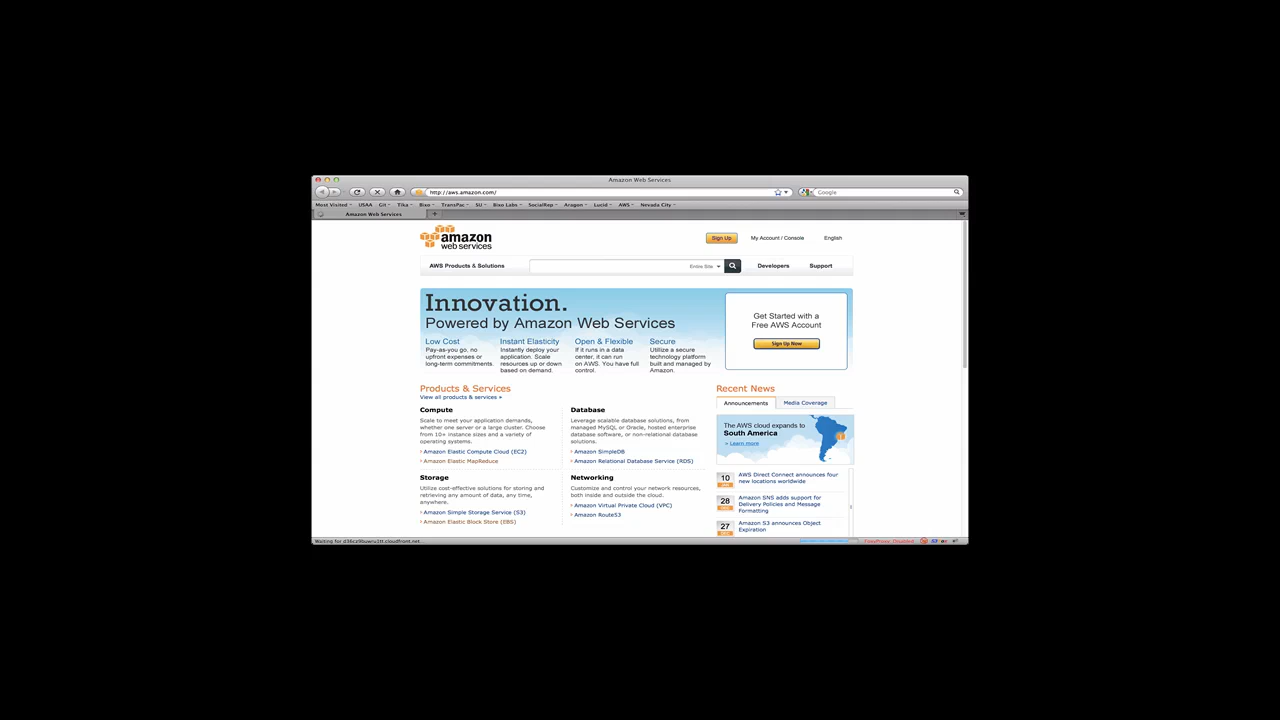 Amazon Web Services
http://aws.amazon.com/
Google
Most Visited
USAA
Git
Tika
Bixo
TransPac
SU
Bixo Labs
SocialRep
Aragon
Lucid
AWS
Nevada City
Amazon Web Services
amazon
web services
Sign Up
My Account / Console
English
AWS Products & Solutions
Entire Site
Developers
Support
Innovation.
Powered by Amazon Web Services
Low Cost
Pay-as-you go, no
upfront expenses or
long-term commitments.
Instant Elasticity
Instantly deploy your
application. Scale
resources up or down
based on demand.
Open & Flexible
If it runs in a data
center, it can run
on AWS. You have full
control.
Secure
Utilize a secure
technology platform
built and managed by
Amazon.
Get Started with a
Free AWS Account
Sign Up Now
Products & Services
View all products & services »
Compute
Scale to meet your application demands,
whether one server or a large cluster. Choose
from 10+ instance sizes and a variety of
operating systems.
Amazon Elastic Compute Cloud (EC2)
Amazon Elastic MapReduce
Database
Leverage scalable database solutions, from
managed MySQL or Oracle, hosted enterprise
database software, or non-relational database
solutions.
Amazon SimpleDB
Amazon Relational Database Service (RDS)
Storage
Utilize cost-effective solutions for storing and
retrieving any amount of data, any time,
anywhere.
Amazon Simple Storage Service (S3)
Amazon Elastic Block Store (EBS)
Networking
Customize and control your network resources,
both inside and outside the cloud.
Amazon Virtual Private Cloud (VPC)
Amazon Route53
Recent News
Announcements
Media Coverage
The AWS cloud expands to
South America
» Learn more
10
AWS Direct Connect announces four
new locations worldwide
28
Amazon SNS adds support for
Delivery Policies and Message
Formatting
27
Amazon S3 announces Object
Expiration
FoxyProxy: Disabled